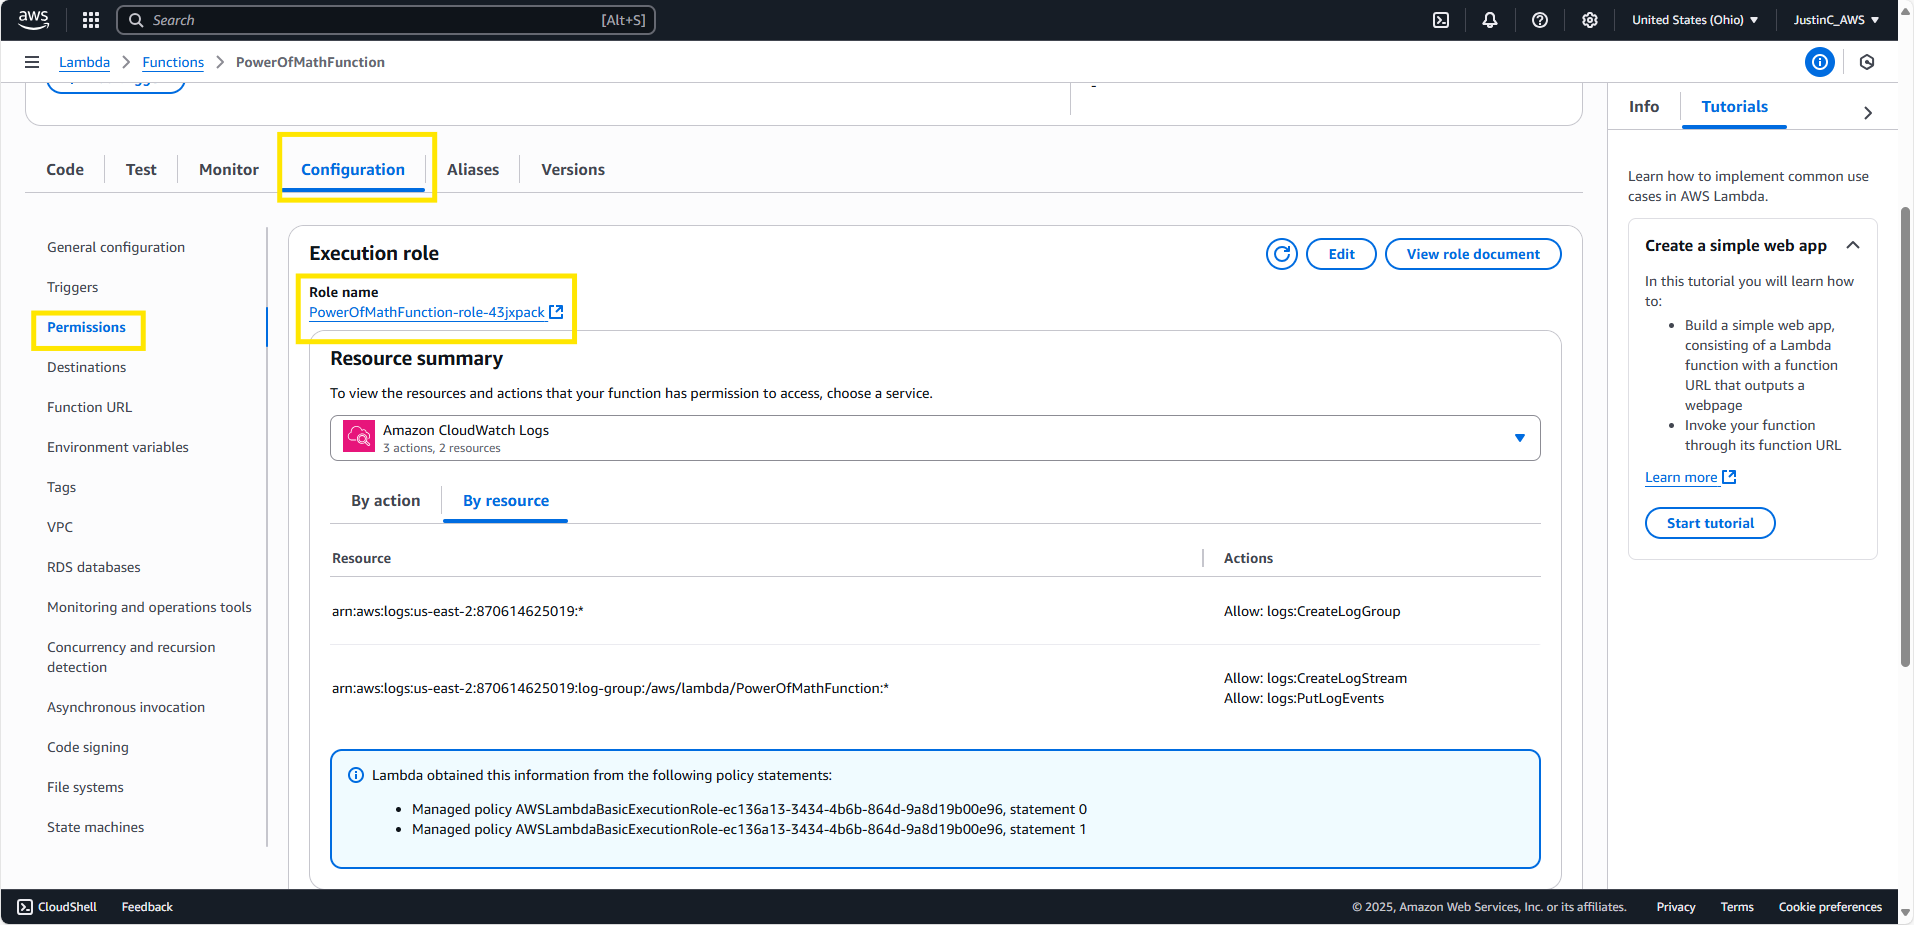 aws
Search
[Alt+S]
United States (Ohio)
JustinC_AWS
Lambda
Functions
PowerOfMathFunction
-
Code
Test
Monitor
Configuration
Aliases
Versions
General configuration
Triggers
Permissions
Destinations
Function URL
Environment variables
Tags
VPC
RDS databases
Monitoring and operations tools
Concurrency and recursion
detection
Asynchronous invocation
Code signing
File systems
State machines
Execution role
Edit
View role document
Role name
PowerOfMathFunction-role-43jxpack
Resource summary
To view the resources and actions that your function has permission to access, choose a service.
Amazon CloudWatch Logs
3 actions, 2 resources
By action
By resource
Resource
Actions
arn:aws:logs:us-east-2:870614625019:*
Allow: logs:CreateLogGroup
arn:aws:logs:us-east-2:870614625019:log-group:/aws/lambda/PowerOfMathFunction:*
Allow: logs:CreateLogStream
Allow: logs:PutLogEvents
Lambda obtained this information from the following policy statements:
• Managed policy AWSLambdaBasicExecutionRole-ec136a13-3434-4b6b-864d-9a8d19b00e96, statement 0
• Managed policy AWSLambdaBasicExecutionRole-ec136a13-3434-4b6b-864d-9a8d19b00e96, statement 1
Info
Tutorials
Learn how to implement common use
cases in AWS Lambda.
Create a simple web app
In this tutorial you will learn how
to:
• Build a simple web app,
consisting of a Lambda
function with a function
URL that outputs a
webpage
• Invoke your function
through its function URL
Learn more
Start tutorial
CloudShell
Feedback
© 2025, Amazon Web Services, Inc. or its affiliates.
Privacy
Terms
Cookie preferences